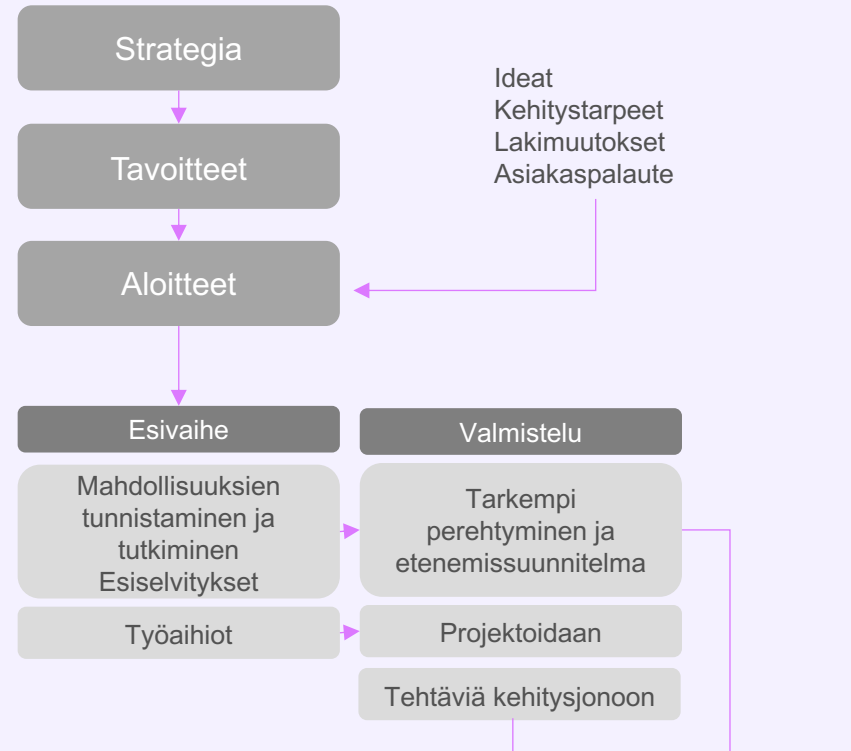 Strategia
Tavoitteet
Aloitteet
Ideat
Kehitystarpeet
Lakimuutokset
Asiakaspalaute
Esivaihe
Valmistelu
Mahdollisuuksien
tunnistaminen ja
tutkiminen
Esiselvitykset
Tarkempi
perehtyminen ja
etenemissuunnitelma
Työaihiot
Projektoidaan
Tehtäviä kehitysjonoon